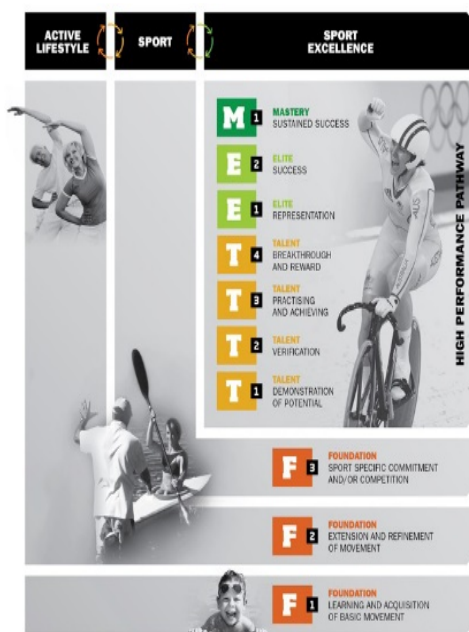 ACTIVE
LIFESTYLE
SPORT
SPORT
EXCELLENCE
M 1
MASTERY
SUSTAINED SUCCESS
E 2
ELITE
SUCCESS
E 1
ELITE
REPRESENTATION
T 4
TALENT
BREAKTHROUGH
AND REWARD
T 3
TALENT
PRACTISING
AND ACHIEVING
T 2
TALENT
VERIFICATION
T 1
TALENT
DEMONSTRATION
OF POTENTIAL
HIGH PERFORMANCE PATHWAY
F 3
FOUNDATION
SPORT SPECIFIC COMMITMENT
AND/OR COMPETITION
F 2
FOUNDATION
EXTENSION AND REFINEMENT
OF MOVEMENT
F 1
FOUNDATION
LEARNING AND ACQUISITION
OF BASIC MOVEMENT